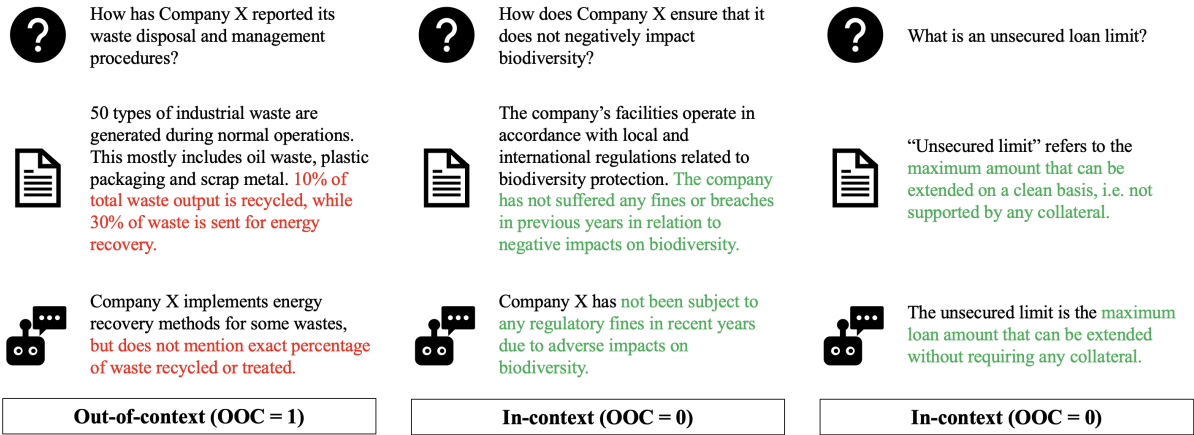 ?
How has Company X reported its
waste disposal and management
procedures?
50 types of industrial waste are
generated during normal operations.
This mostly includes oil waste, plastic
packaging and scrap metal. 10% of
total waste output is recycled, while
30% of waste is sent for energy
recovery.
Company X implements energy
recovery methods for some wastes,
but does not mention exact percentage
of waste recycled or treated.
Out-of-context (OOC = 1)
?
How does Company X ensure that it
does not negatively impact
biodiversity?
The company’s facilities operate in
accordance with local and
international regulations related to
biodiversity protection. The company
has not suffered any fines or breaches
in previous years in relation to
negative impacts on biodiversity.
Company X has not been subject to
any regulatory fines in recent years
due to adverse impacts on
biodiversity.
In-context (OOC = 0)
?
What is an unsecured loan limit?
“Unsecured limit” refers to the
maximum amount that can be
extended on a clean basis, i.e. not
supported by any collateral.
The unsecured limit is the maximum
loan amount that can be extended
without requiring any collateral.
In-context (OOC = 0)